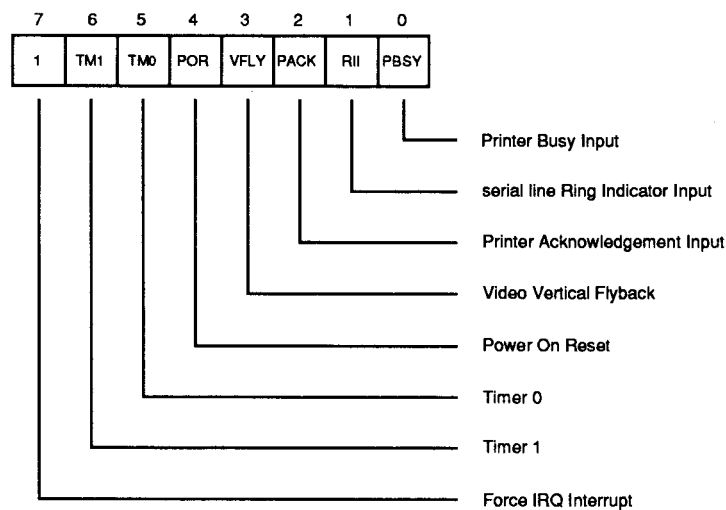 7 6 5 4 3 2 1 0
1 TM1 TM0 POR VFLY PACK RII PBSY
Printer Busy Input
serial line Ring Indicator Input
Printer Acknowledgement Input
Video Vertical Flyback
Power On Reset
Timer 0
Timer 1
Force IRQ Interrupt